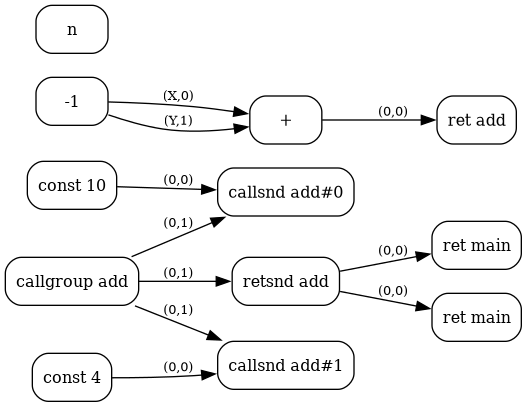 n
-1
(X,0)
(Y,1)
+
(0,0)
ret add
const 10
(0,0)
callsnd add#0
(0,1)
callgroup add
(0,1)
retsnd add
(0,0)
ret main
(0,0)
ret main
(0,1)
callsnd add#1
const 4
(0,0)